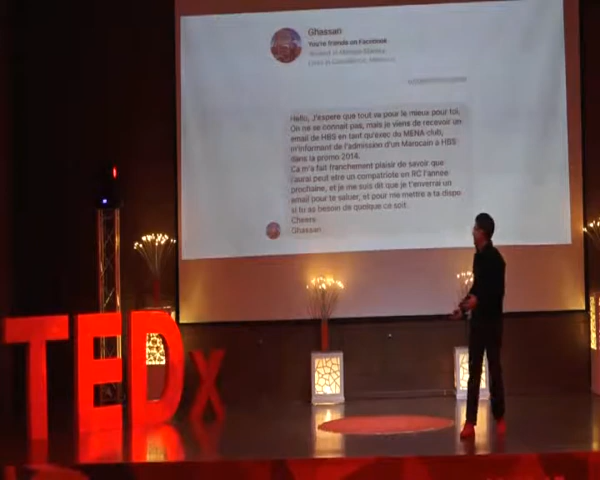 Ghassan
You're friends on Facebook
Hello, J'espere que tout va pour le mieux pour toi,
On ne se connait pas, mais je viens de recevoir un
email de HBS en tant qu'exec du MENA club,
m'informant de l'admission d'un Marocain à HBS
dans la promo 2014.
Ca m'a fait franchement plaisir de savoir que
l'aurai peut etre un compatriote en RC l'année
prochaine, et je me suis dit que je t'enverrai un
email pour te saluer, et pour me mettre a ta dispo
si tu as besoin de quelque ce soit.
Cheers
Ghassan
TEDx